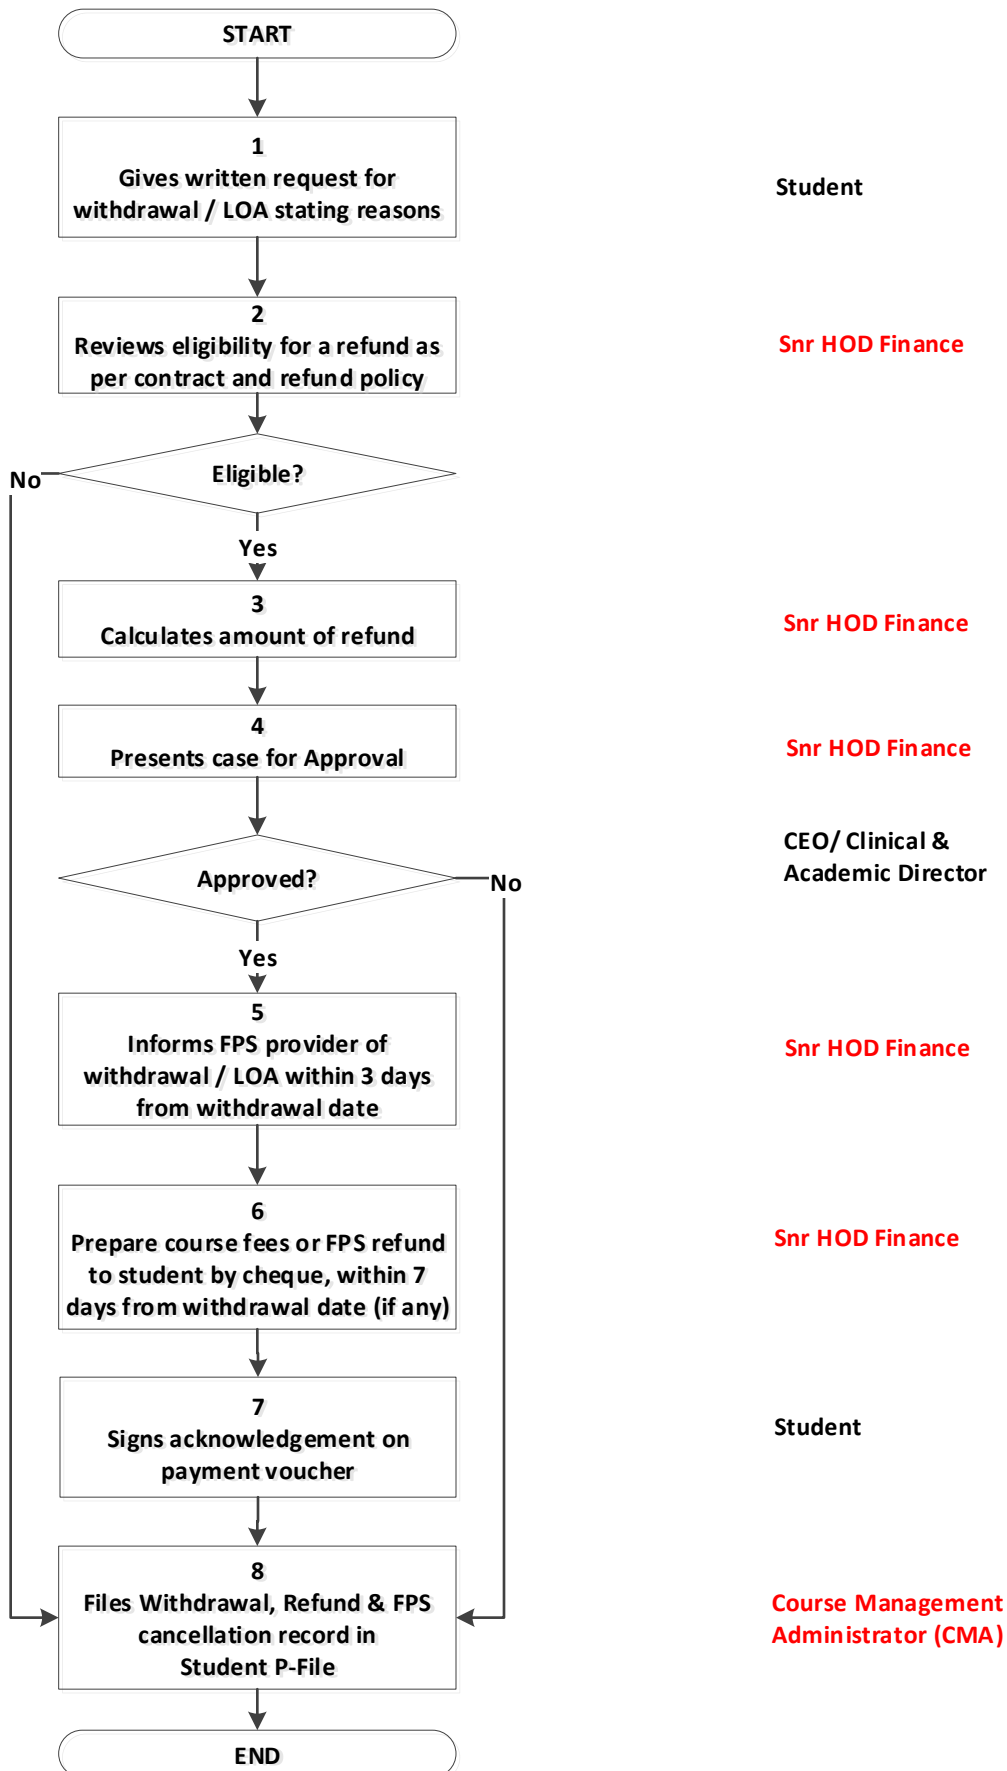 START
1
Gives written request for
withdrawal / LOA stating reasons
Student
2
Reviews eligibility for a refund as
per contract and refund policy
Snr HOD Finance
Eligible?
No
Yes
3
Calculates amount of refund
Snr HOD Finance
4
Presents case for Approval
Snr HOD Finance
CEO/ Clinical &
Academic Director
Approved?
No
Yes
5
Informs FPS provider of
withdrawal / LOA within 3 days
from withdrawal date
Snr HOD Finance
6
Prepare course fees or FPS refund
to student by cheque, within 7
days from withdrawal date (if any)
Snr HOD Finance
7
Signs acknowledgement on
payment voucher
Student
8
Files Withdrawal, Refund & FPS
cancellation record in
Student P-File
Course Management
Administrator (CMA)
END